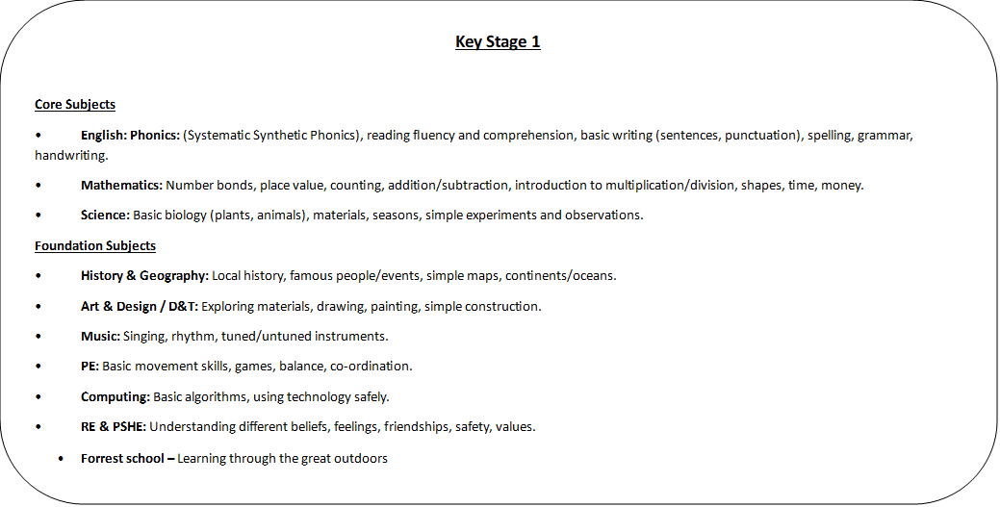 Key Stage 1
Core Subjects
• English: Phonics: (Systematic Synthetic Phonics), reading fluency and comprehension, basic writing (sentences, punctuation), spelling, grammar,
handwriting.
• Mathematics: Number bonds, place value, counting, addition/subtraction, introduction to multiplication/division, shapes, time, money.
• Science: Basic biology (plants, animals), materials, seasons, simple experiments and observations.
Foundation Subjects
• History & Geography: Local history, famous people/events, simple maps, continents/oceans.
• Art & Design / D&T: Exploring materials, drawing, painting, simple construction.
• Music: Singing, rhythm, tuned/untuned instruments.
• PE: Basic movement skills, games, balance, co-ordination.
• Computing: Basic algorithms, using technology safely.
• RE & PSHE: Understanding different beliefs, feelings, friendships, safety, values.
• Forrest school – Learning through the great outdoors